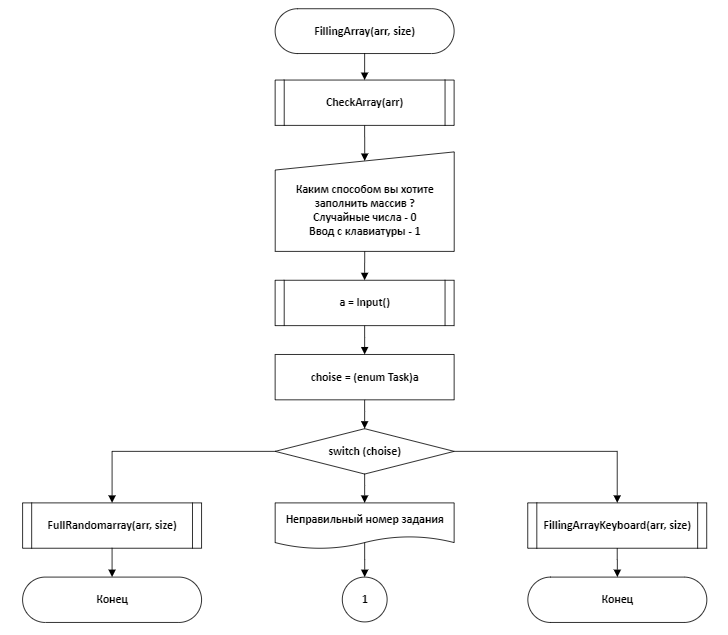 FillingArray(arr, size)
CheckArray(arr)
Каким способом вы хотите
заполнить массив ?
Случайные числа - 0
Ввод с клавиатуры - 1
a = Input()
choise = (enum Task)a
switch (choise)
FullRandomarray(arr, size)
Неправильный номер задания
FillingArrayKeyboard(arr, size)
Конец
1
Конец